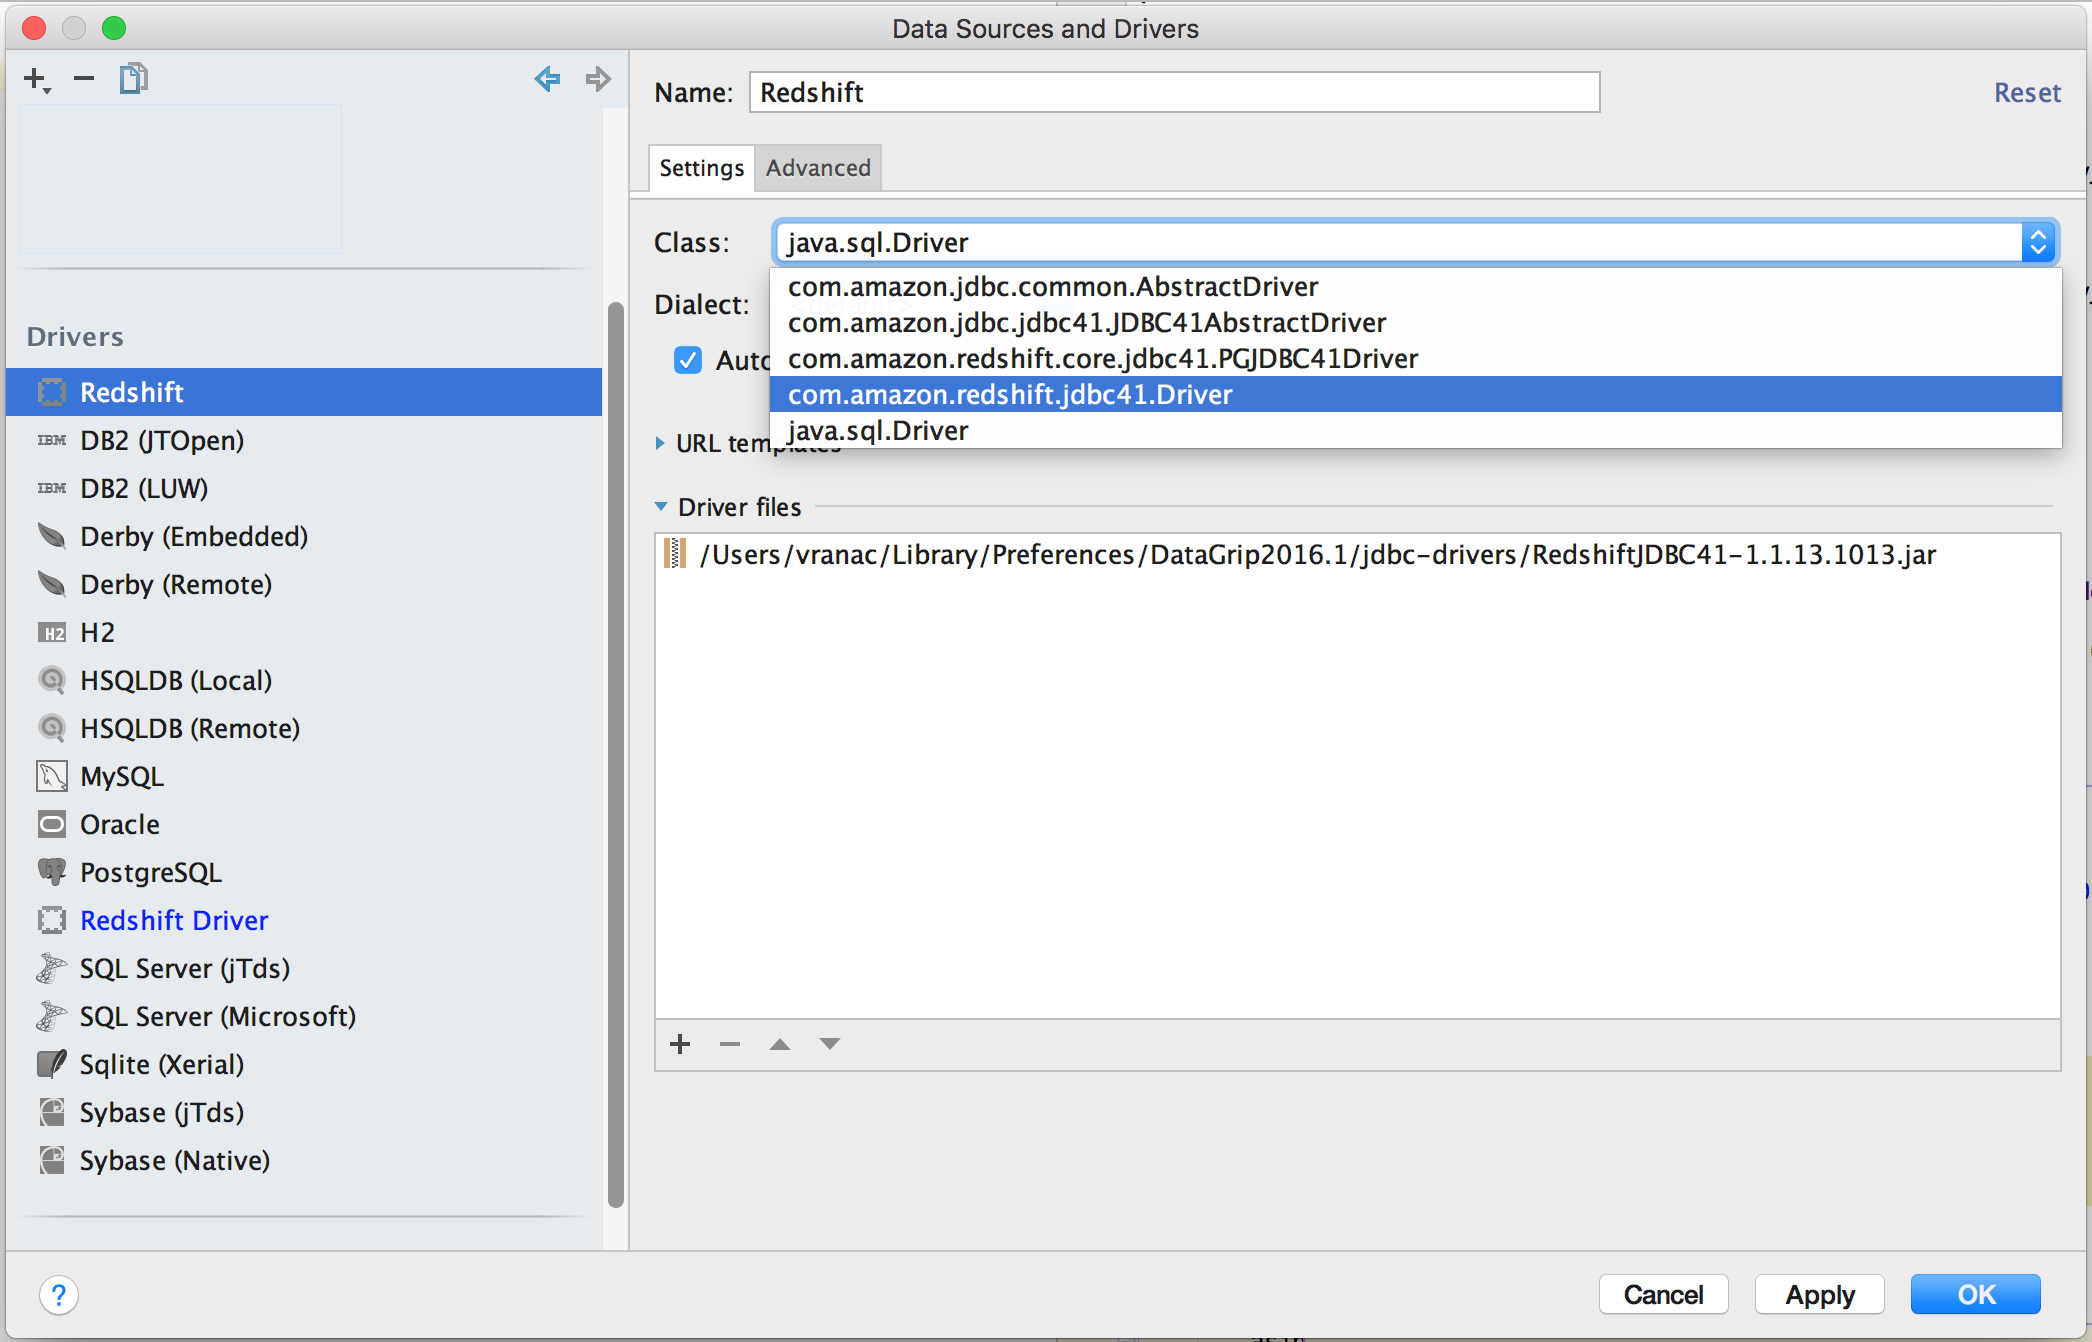 Data Sources and Drivers
Name: Redshift
Reset
Settings Advanced
Class: java.sql.Driver
com.amazon.jdbc.common.AbstractDriver
Dialect:
com.amazon.jdbc.jdbc41.JDBC41AbstractDriver
com.amazon.redshift.core.jdbc41.PGJDBC41Driver
com.amazon.redshift.jdbc41.Driver
java.sql.Driver
URL templates
Driver files
/Users/vranac/Library/Preferences/DataGrip2016.1/jdbc-drivers/RedshiftJDBC41-1.1.13.1013.jar
Drivers
Redshift
IBM DB2 (JTOpen)
IBM DB2 (LUW)
Derby (Embedded)
Derby (Remote)
H2 H2
HSQLDB (Local)
HSQLDB (Remote)
MySQL
Oracle
PostgreSQL
Redshift Driver
SQL Server (jTds)
SQL Server (Microsoft)
Sqlite (Xerial)
Sybase (jTds)
Sybase (Native)
?
Cancel Apply OK